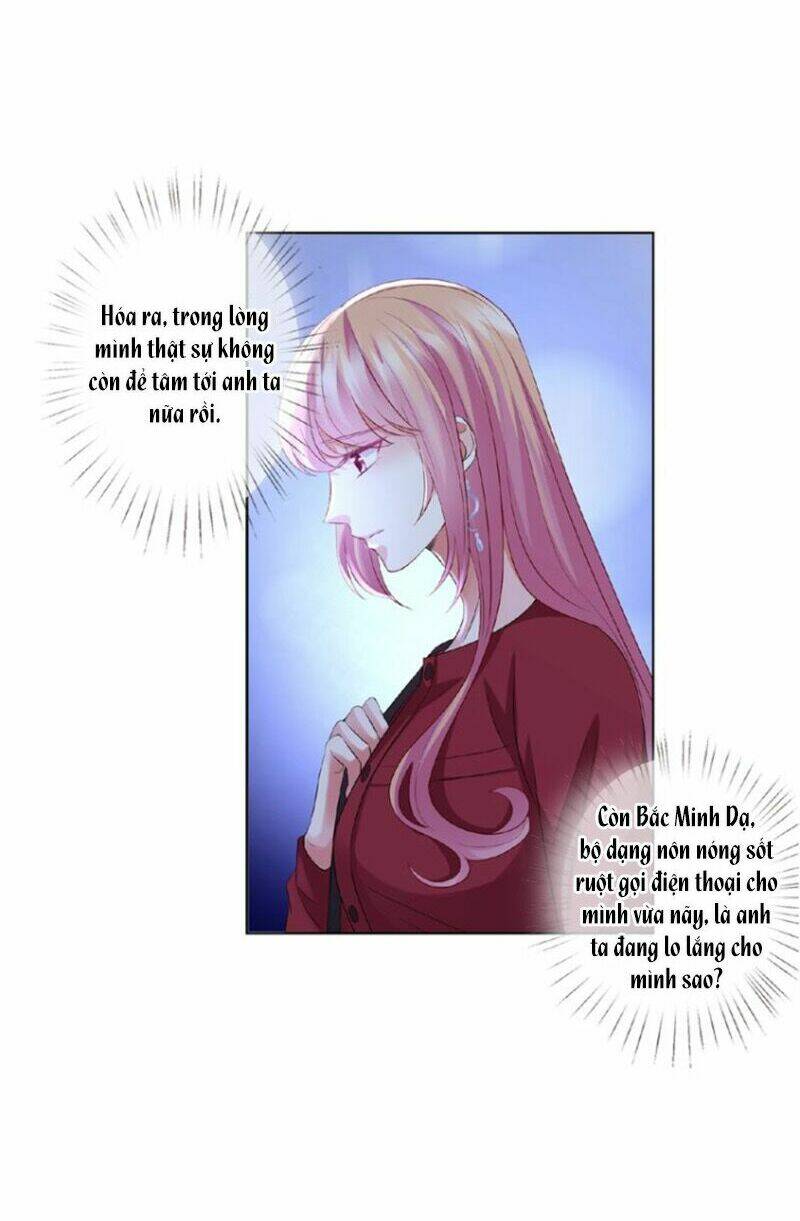 Hóa ra, trong lòng
mình thật sự không
còn để tâm tới anh ta
nữa rồi.
Còn Bắc Minh Dạ,
bộ dạng nôn nóng sốt
ruột gọi điện thoại cho
mình vừa nãy, là anh
ta đang lo lắng cho
mình sao?